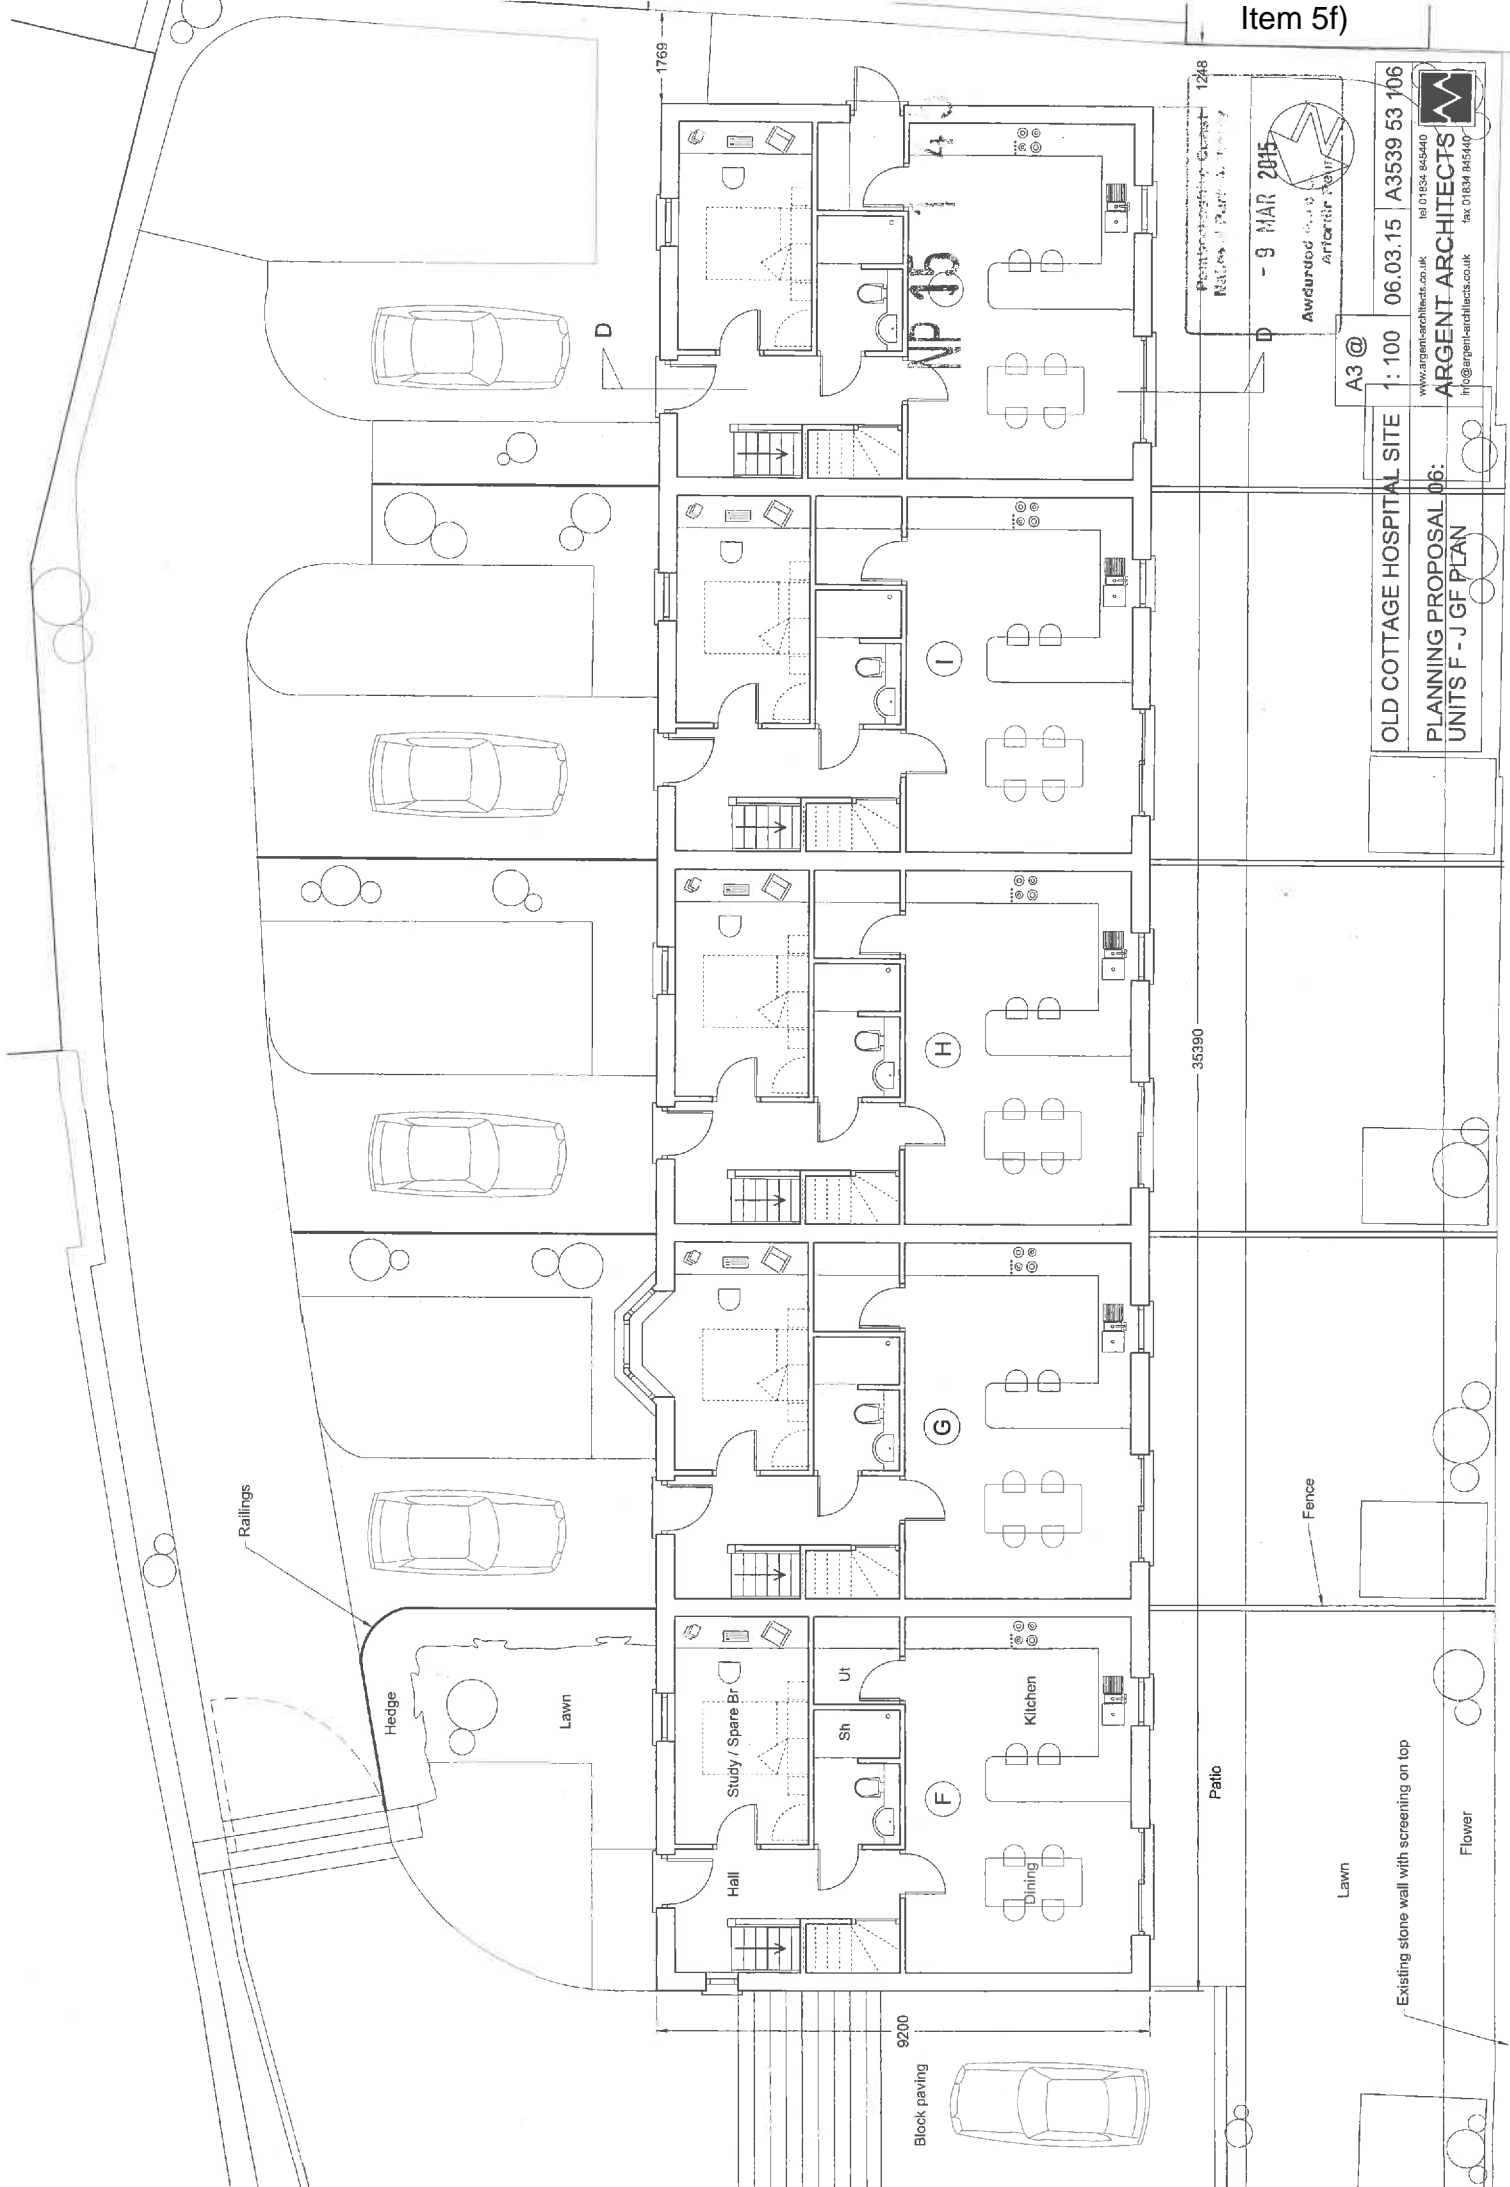 Item 5f)
1769
1248
- 9 MAR 2015
Awdurdod
NP 15
D
D
A3 @
OLD COTTAGE HOSPITAL SITE
1: 100
06.03.15
A3539 53 106
PLANNING PROPOSAL 06:
UNITS F - J GF PLAN
www.argent-architects.co.uk
tel 01834 845440
ARGENT ARCHITECTS
info@argent-architects.co.uk
fax 01834 845440
I
H
G
F
35390
9200
Railings
Hedge
Lawn
Study / Spare Br
Hall
Ut
Sh
Kitchen
Dining
Patio
Fence
Lawn
Flower
Existing stone wall with screening on top
Block paving